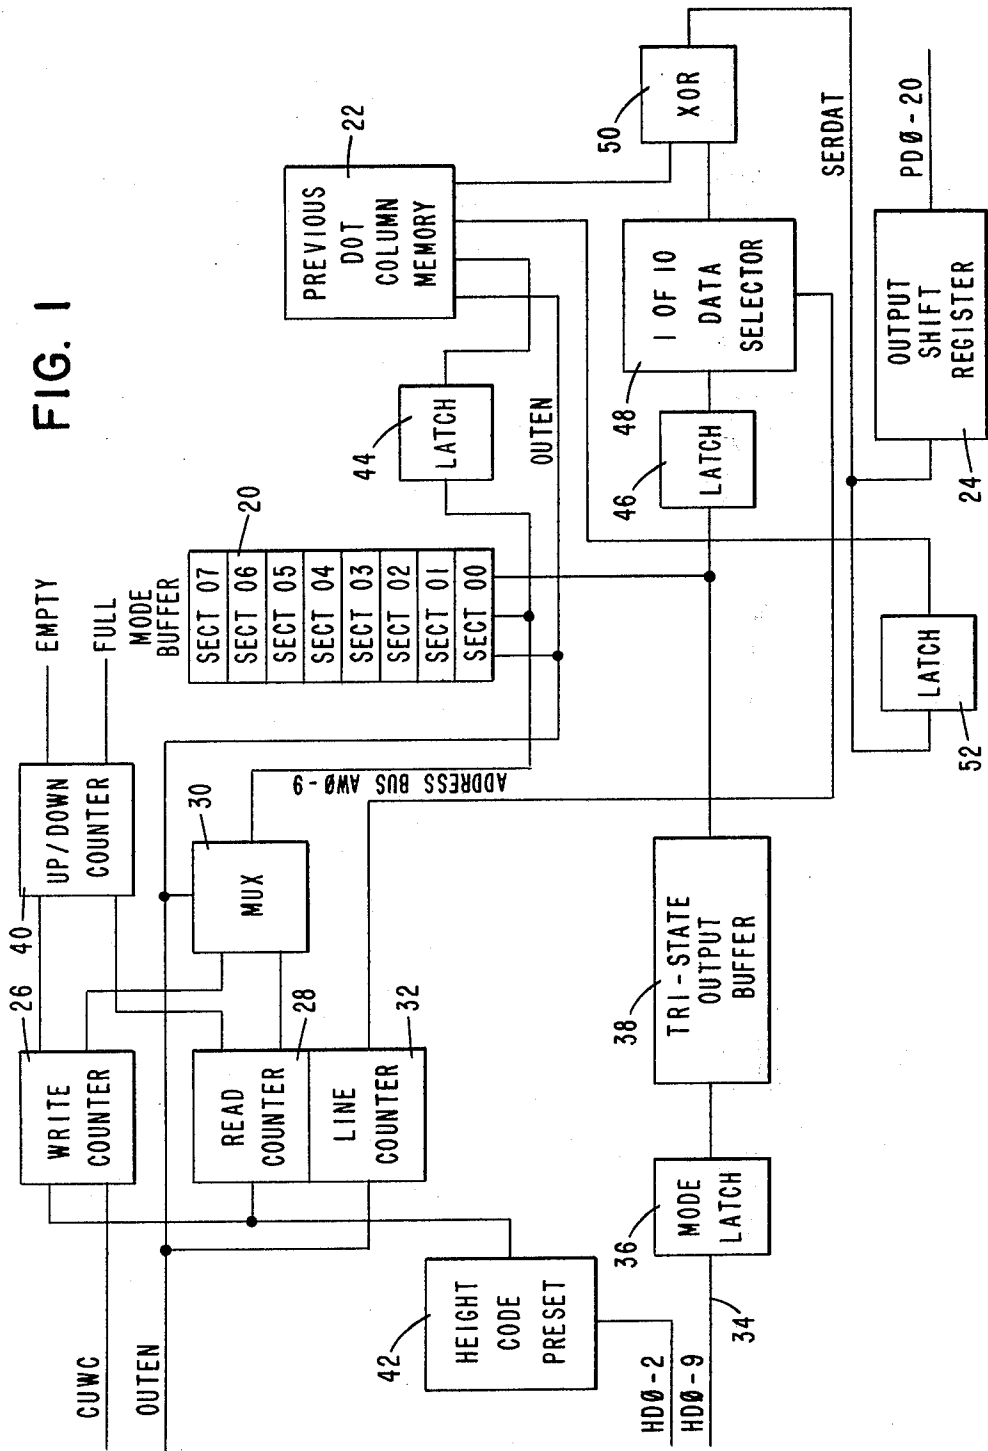 FIG. 1
EMPTY
FULL
UP/DOWN
COUNTER
40
WRITE
COUNTER
26
CUWC
OUTEN
MODE
BUFFER
SECT 07
SECT 06
SECT 05
SECT 04
SECT 03
SECT 02
SECT 01
SECT 00
20
MUX
30
READ
COUNTER
28
LINE
COUNTER
32
ADDRESS BUS AWØ-9
PREVIOUS
DOT
COLUMN
MEMORY
22
LATCH
44
OUTEN
HEIGHT
CODE
PRESET
42
HDØ-2
HDØ-9
34
MODE
LATCH
36
TRI-STATE
OUTPUT
BUFFER
38
LATCH
46
1 OF 10
DATA
SELECTOR
48
XOR
50
SERDAT
LATCH
52
OUTPUT
SHIFT
REGISTER
24
PDØ-20